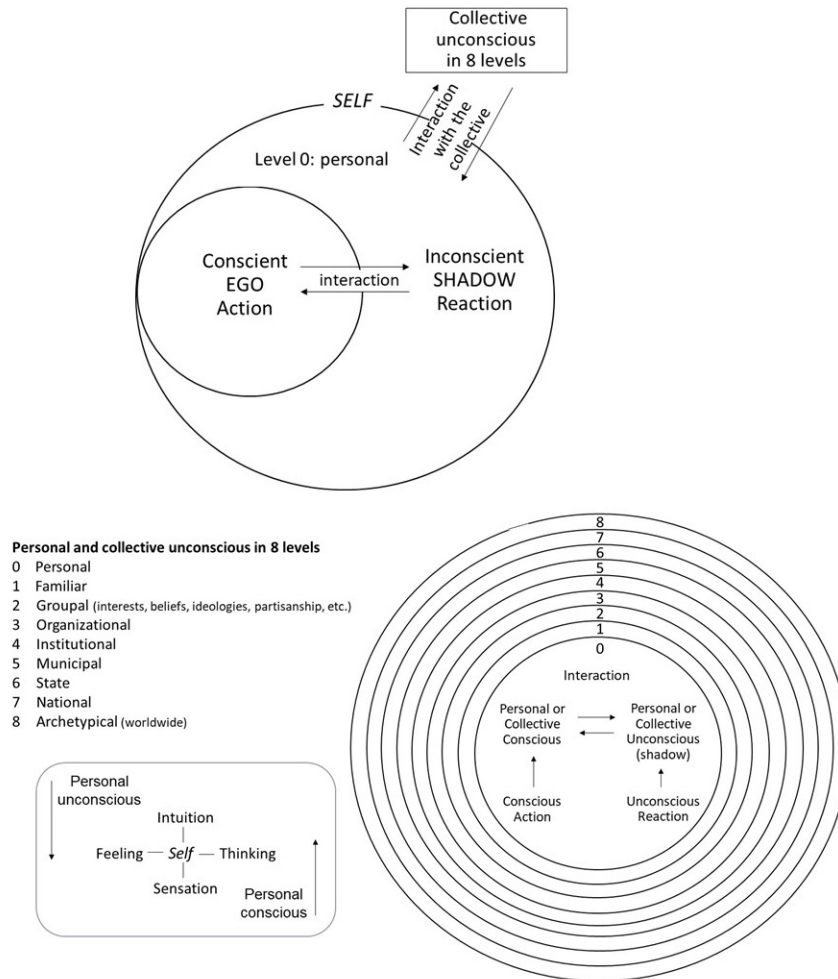 Collective
unconscious
in 8 levels
SELF
Interaction
with the
collective
Level 0: personal
Conscient
EGO
Action
interaction
Inconscient
SHADOW
Reaction
Personal and collective unconscious in 8 levels
0 Personal
1 Familiar
2 Groupal (interests, beliefs, ideologies, partisanship, etc.)
3 Organizational
4 Institutional
5 Municipal
6 State
7 National
8 Archetypical (worldwide)
Personal
unconscious
Intuition
Feeling — Self — Thinking
Sensation
Personal
conscious
8
7
6
5
4
3
2
1
0
Interaction
Personal or
Collective
Conscious
Personal or
Collective
Unconscious
(shadow)
Conscious
Action
Unconscious
Reaction